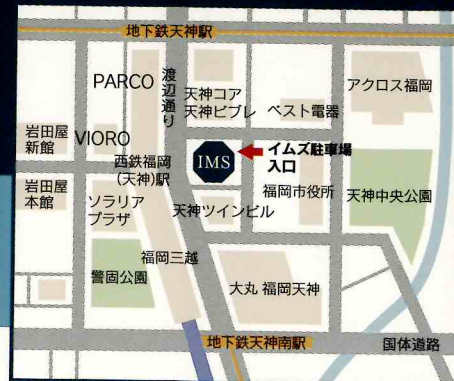 地下鉄天神駅
PARCO
渡辺通り
天神コア
天神ビブレ
ベスト電器
アクロス福岡
岩田屋
新館
VIORO
西鉄福岡
(天神)駅
IMS
イムズ駐車場
入口
岩田屋
本館
ソラリア
プラザ
天神ツインビル
福岡市役所
天神中央公園
警固公園
福岡三越
大丸 福岡天神
地下鉄天神南駅
国体道路